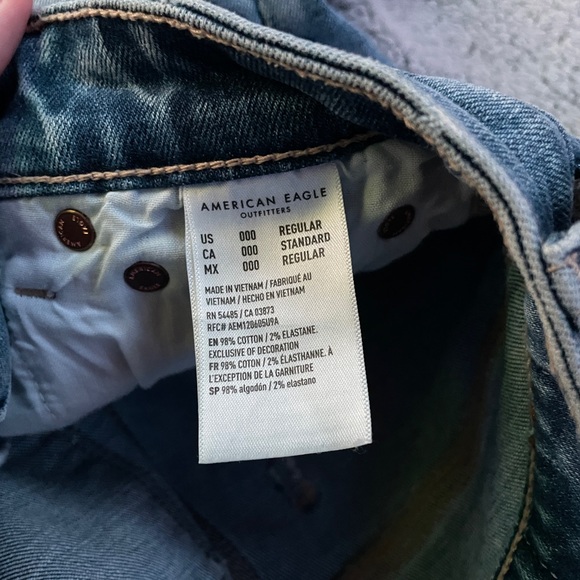 AMERICAN EAGLE
OUTFITTERS
US 000 REGULAR
CA 000 STANDARD
MX 000 REGULAR
MADE IN VIETNAM / FABRIQUÉ AU
VIETNAM / HECHO EN VIETNAM
RN 54485 / CA 03873
RFC# AEM120605U9A
EN 98% COTTON / 2% ELASTANE.
EXCLUSIVE OF DECORATION
FR 98% COTTON / 2% ÉLASTHANNE. À
L'EXCEPTION DE LA GARNITURE
SP 98% algodón / 2% elastano
AMERICAN